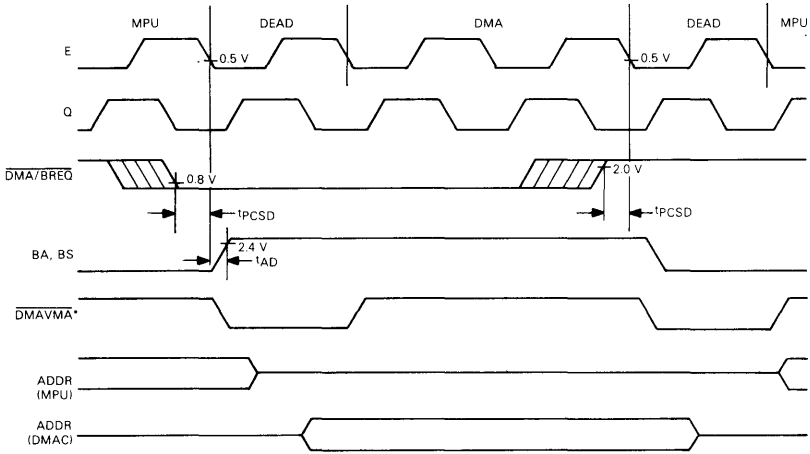 MPU DEAD DMA DEAD MPU
E 0.5 V 0.5 V
Q
DMA/BREQ 0.8 V 2.0 V
tPCSD tPCSD
BA, BS 2.4 V
tAD
DMAVMA*
ADDR
(MPU)
ADDR
(DMAC)